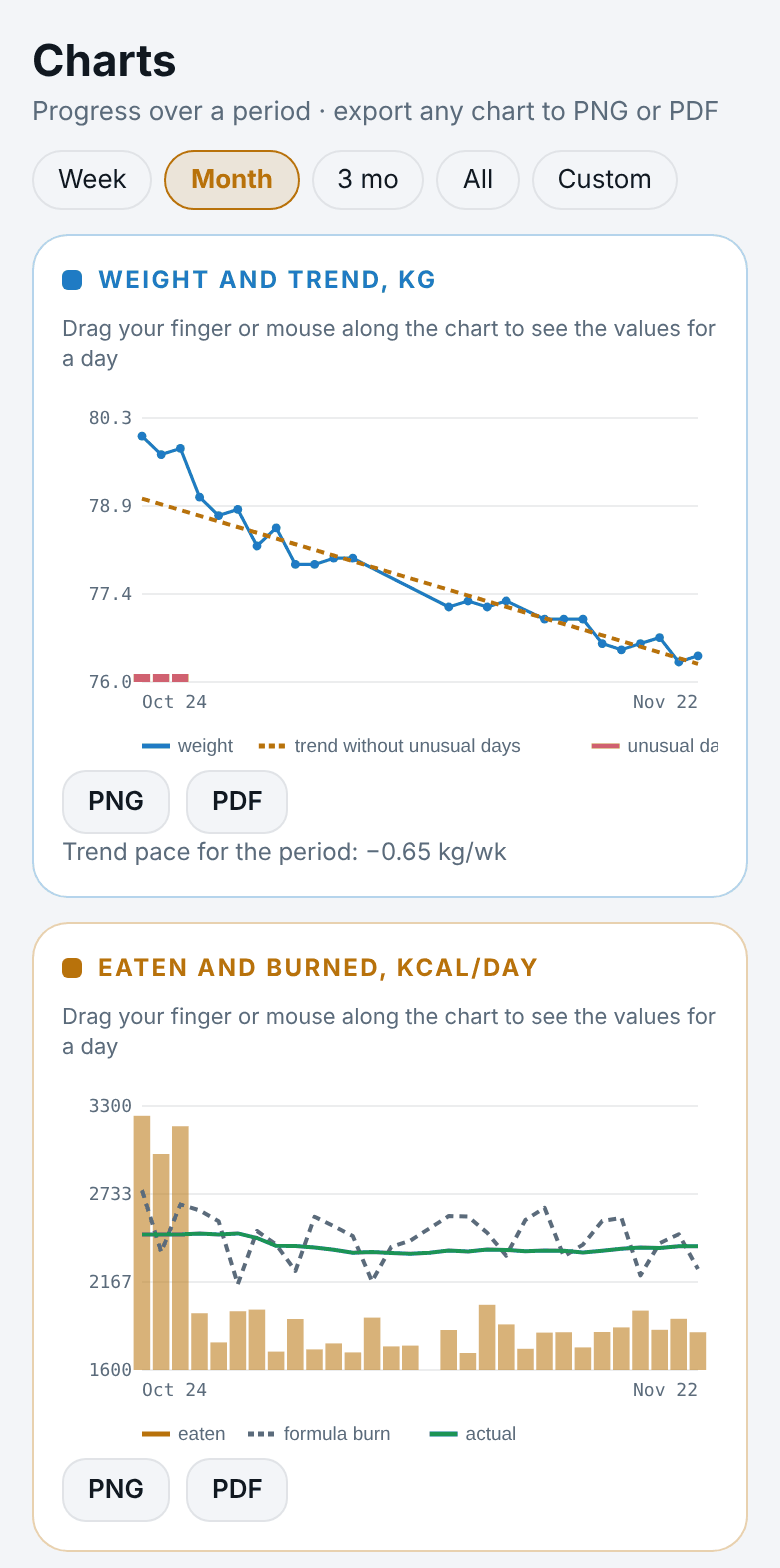 Charts
Progress over a period · export any chart to PNG or PDF
Week Month 3 mo All Custom
WEIGHT AND TREND, KG
Drag your finger or mouse along the chart to see the values for
a day
80.3
78.9
77.4
76.0
Oct 24 Nov 22
weight trend without unusual days unusual da
PNG PDF
Trend pace for the period: −0.65 kg/wk
EATEN AND BURNED, KCAL/DAY
Drag your finger or mouse along the chart to see the values for
a day
3300
2733
2167
1600
Oct 24 Nov 22
eaten formula burn actual
PNG PDF